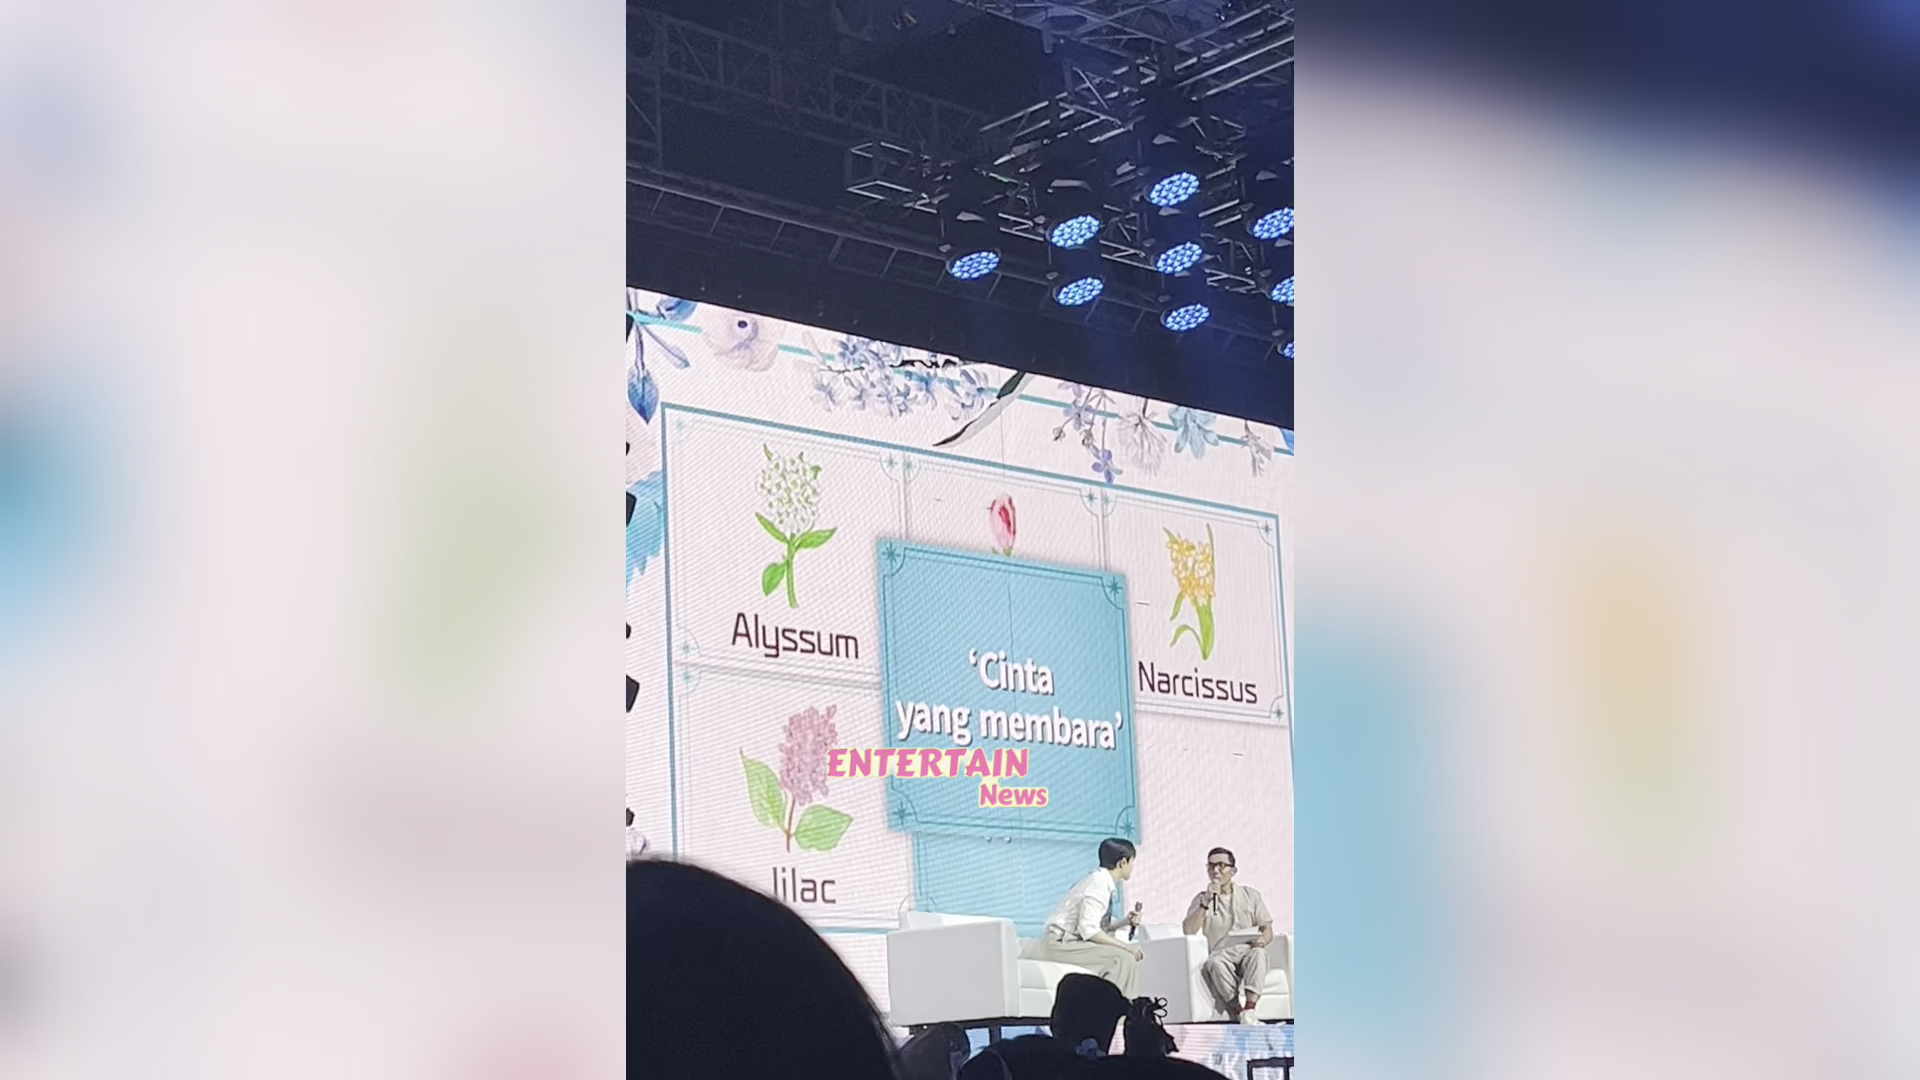 Alyssum
'Cinta
yang membara'
Narcissus
ENTERTAIN
News
lilac